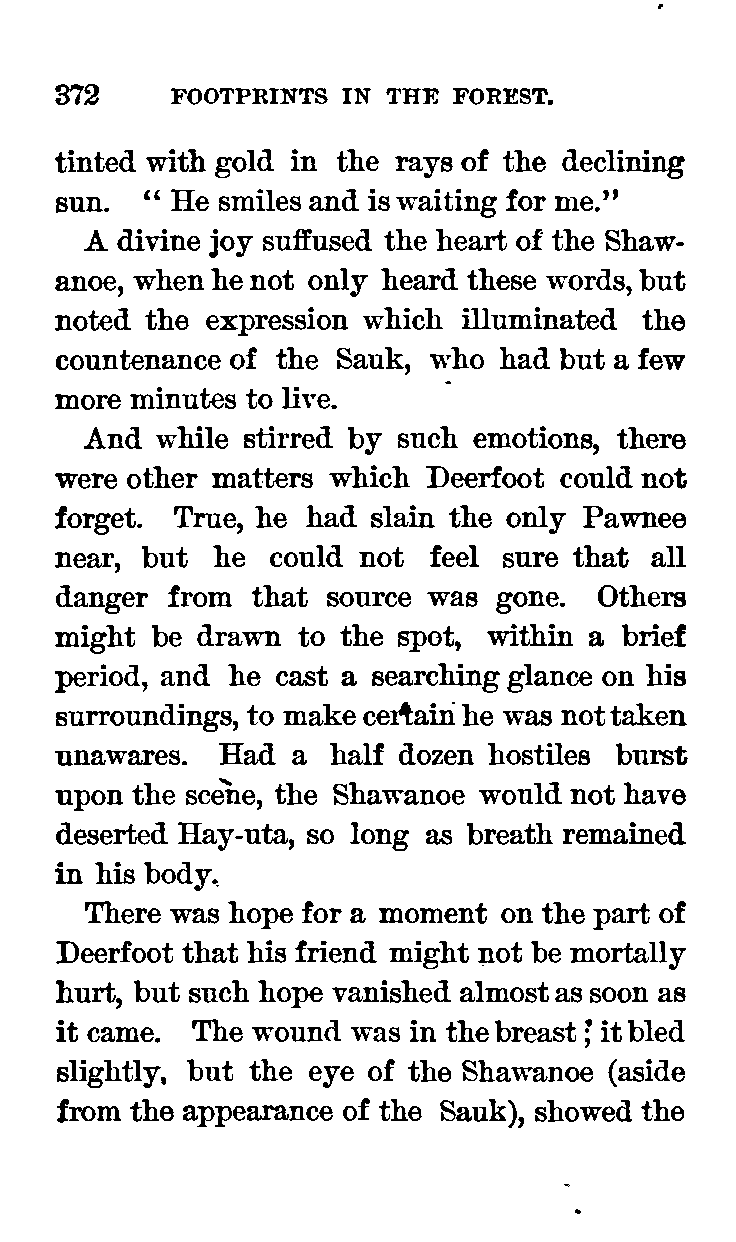 372 FOOTPRINTS IN THE FOREST.
tinted with gold in the rays of the declining
sun. “ He smiles and is waiting for me.”
A divine joy suffused the heart of the Shaw-
anoe, when he not only heard these words, but
noted the expression which illuminated the
countenance of the Sauk, who had but a few
more minutes to live.
And while stirred by such emotions, there
were other matters which Deerfoot could not
forget. True, he had slain the only Pawnee
near, but he could not feel sure that all
danger from that source was gone. Others
might be drawn to the spot, within a brief
period, and he cast a searching glance on his
surroundings, to make certain he was not taken
unawares. Had a half dozen hostiles burst
upon the scene, the Shawanoe would not have
deserted Hay-uta, so long as breath remained
in his body.
There was hope for a moment on the part of
Deerfoot that his friend might not be mortally
hurt, but such hope vanished almost as soon as
it came. The wound was in the breast ; it bled
slightly, but the eye of the Shawanoe (aside
from the appearance of the Sauk), showed the